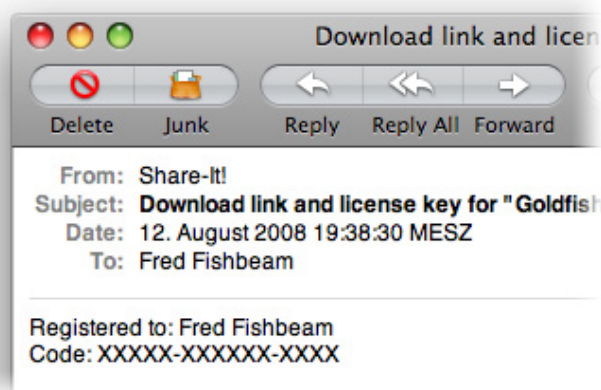 Download link and licen
Delete Junk Reply Reply All Forward
From: Share-It!
Subject: Download link and license key for "Goldfish
Date: 12. August 2008 19:38:30 MESZ
To: Fred Fishbeam
Registered to: Fred Fishbeam
Code: XXXXX-XXXXXX-XXXX